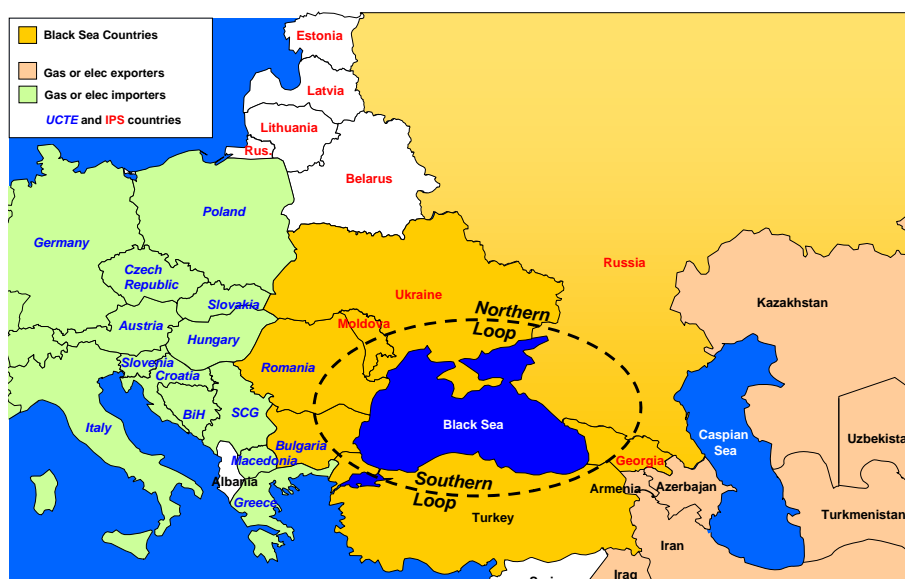 Black Sea Countries
Gas or elec exporters
Gas or elec importers
UCTE and IPS countries
Estonia
Latvia
Lithuania
Rus.
Belarus
Poland
Germany
Czech
Republic
Slovakia
Austria
Hungary
Slovenia
Croatia
BiH
SCG
Italy
Macedonia
Albania
Greece
Russia
Ukraine
Moldova
Romania
Bulgaria
Northern
Loop
Black Sea
Southern
Loop
Turkey
Georgia
Armenia
Azerbajan
Kazakhstan
Caspian
Sea
Uzbekista
Turkmenistan
Iran
Iraq